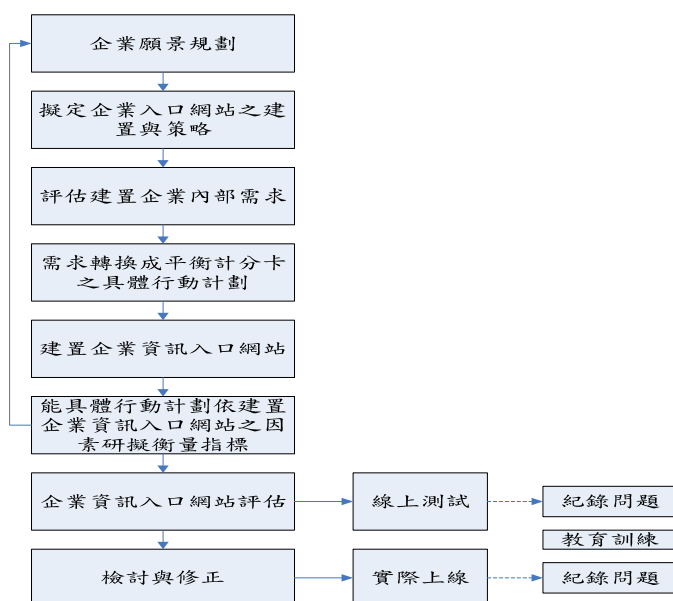 企業願景規劃
擬定企業入口網站之建
置與策略
評估建置企業內部需求
需求轉換成平衡計分卡
之具體行動計劃
建置企業資訊入口網站
能具體行動計劃依建置
企業資訊入口網站之因
素研擬衡量指標
企業資訊入口網站評估
線上測試
紀錄問題
教育訓練
檢討與修正
實際上線
紀錄問題